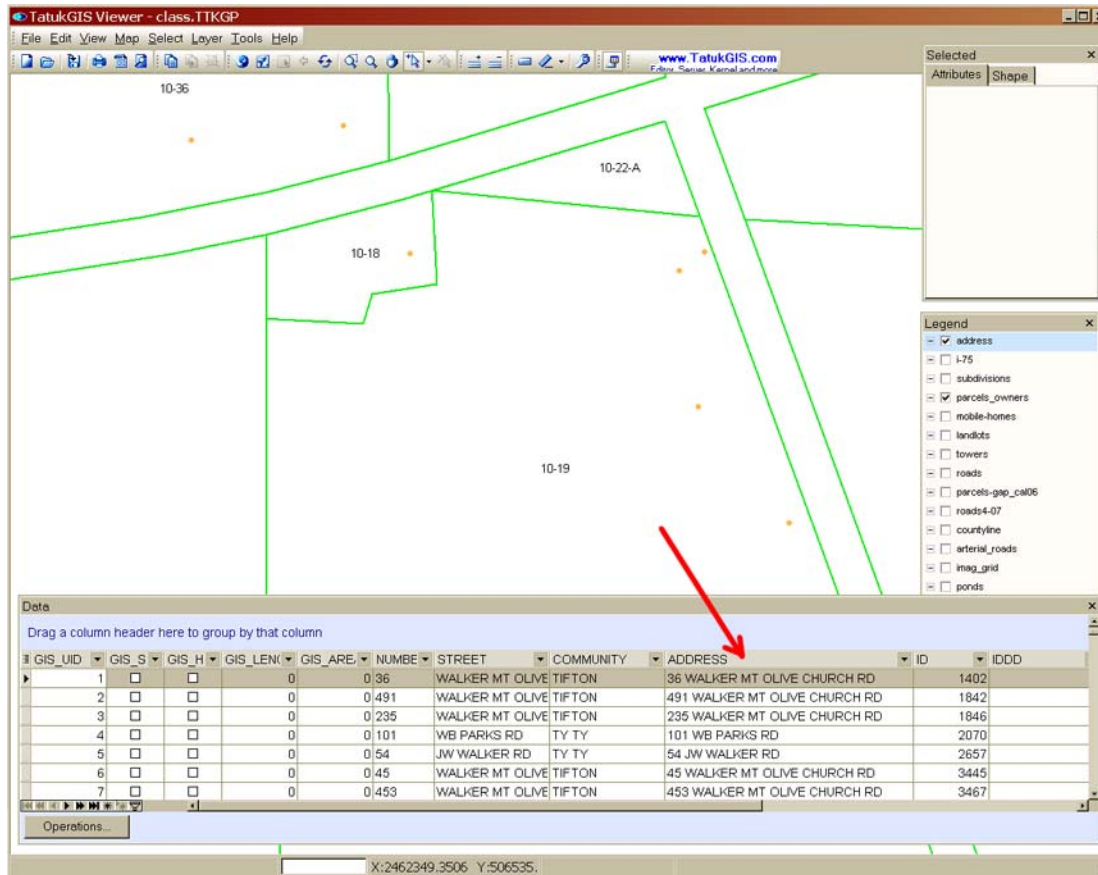 TatukGIS Viewer - class.TTKGP
File Edit View Map Select Layer Tools Help
www.TatukGIS.com
Editor, Server, Kernel and more
Selected
Attributes Shape
10-36
10-22-A
10-18
10-19
Legend
address
i-75
subdivisions
parcels_owners
mobile-homes
landlots
towers
roads
parcels-gap_cal06
roads4-07
countyline
arterial_roads
imag_grid
ponds
Data
Drag a column header here to group by that column
GIS_UID GIS_S GIS_H GIS_LEN( GIS_ARE. NUMBE STREET COMMUNITY ADDRESS ID IDDD
1 0 0 36 WALKER MT OLIVE TIFTON 36 WALKER MT OLIVE CHURCH RD 1402
2 0 0 491 WALKER MT OLIVE TIFTON 491 WALKER MT OLIVE CHURCH RD 1842
3 0 0 235 WALKER MT OLIVE TIFTON 235 WALKER MT OLIVE CHURCH RD 1846
4 0 0 101 WB PARKS RD TY TY 101 WB PARKS RD 2070
5 0 0 54 JW WALKER RD TY TY 54 JW WALKER RD 2657
6 0 0 45 WALKER MT OLIVE TIFTON 45 WALKER MT OLIVE CHURCH RD 3445
7 0 0 453 WALKER MT OLIVE TIFTON 453 WALKER MT OLIVE CHURCH RD 3467
Operations...
X:2462349.3506 Y:506535.